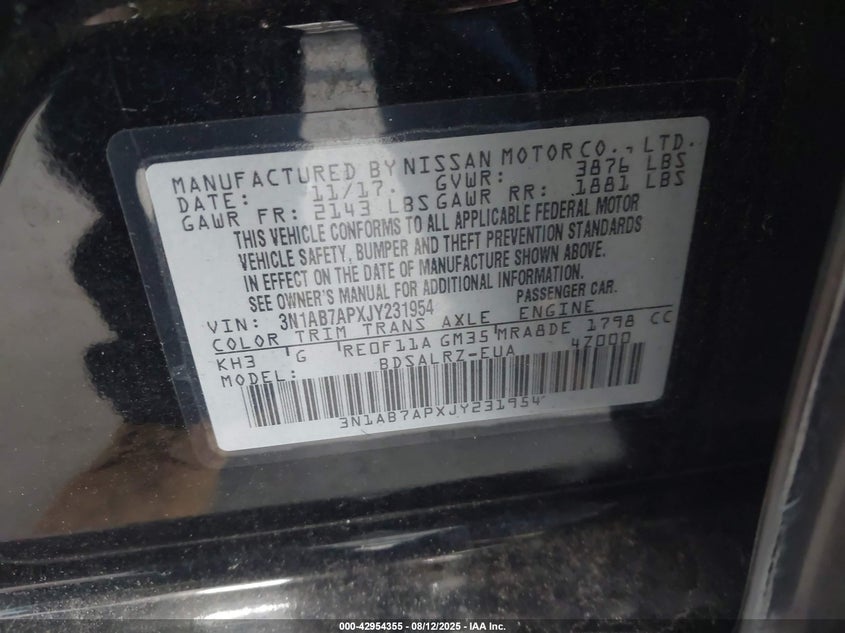 MANUFACTURED BY NISSAN MOTOR CO., LTD.
DATE: 11/17. GVWR: 3876 LBS
GAWR FR: 2143 LBS GAWR RR: 1881 LBS
THIS VEHICLE CONFORMS TO ALL APPLICABLE FEDERAL MOTOR
VEHICLE SAFETY, BUMPER AND THEFT PREVENTION STANDARDS
IN EFFECT ON THE DATE OF MANUFACTURE SHOWN ABOVE.
SEE OWNER'S MANUAL FOR ADDITIONAL INFORMATION.
VIN: 3N1AB7APXJY231954 PASSENGER CAR.
COLOR TRIM TRANS AXLE ENGINE
KH3 G RE0F11A GM35 MRA8DE 1798 CC
MODEL: BDSALRZ-EUA 47000
3N1AB7APXJY231954
000-42954355 - 08/12/2025 - IAA Inc.